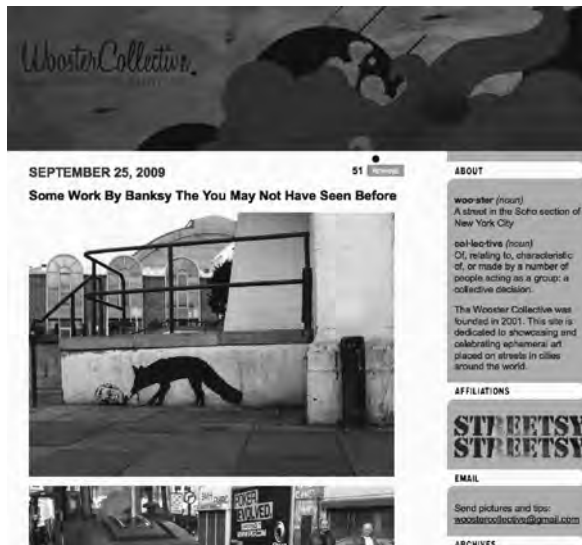 WoosterCollective.
SEPTEMBER 25, 2009
51
Some Work By Banksy The You May Not Have Seen Before
POKER
EVOLVED.
ABOUT
woo·ster (noun)
A street in the Soho section of
New York City
col·lec·tive (noun)
Of, relating to, characteristic
of, or made by a number of
people acting as a group: a
collective decision.
The Wooster Collective was
founded in 2001. This site is
dedicated to showcasing and
celebrating ephemeral art
placed on streets in cities
around the world.
AFFILIATIONS
STREETSY
STREETSY
EMAIL
Send pictures and tips:
woostercollective@gmail.com
ARCHIVES